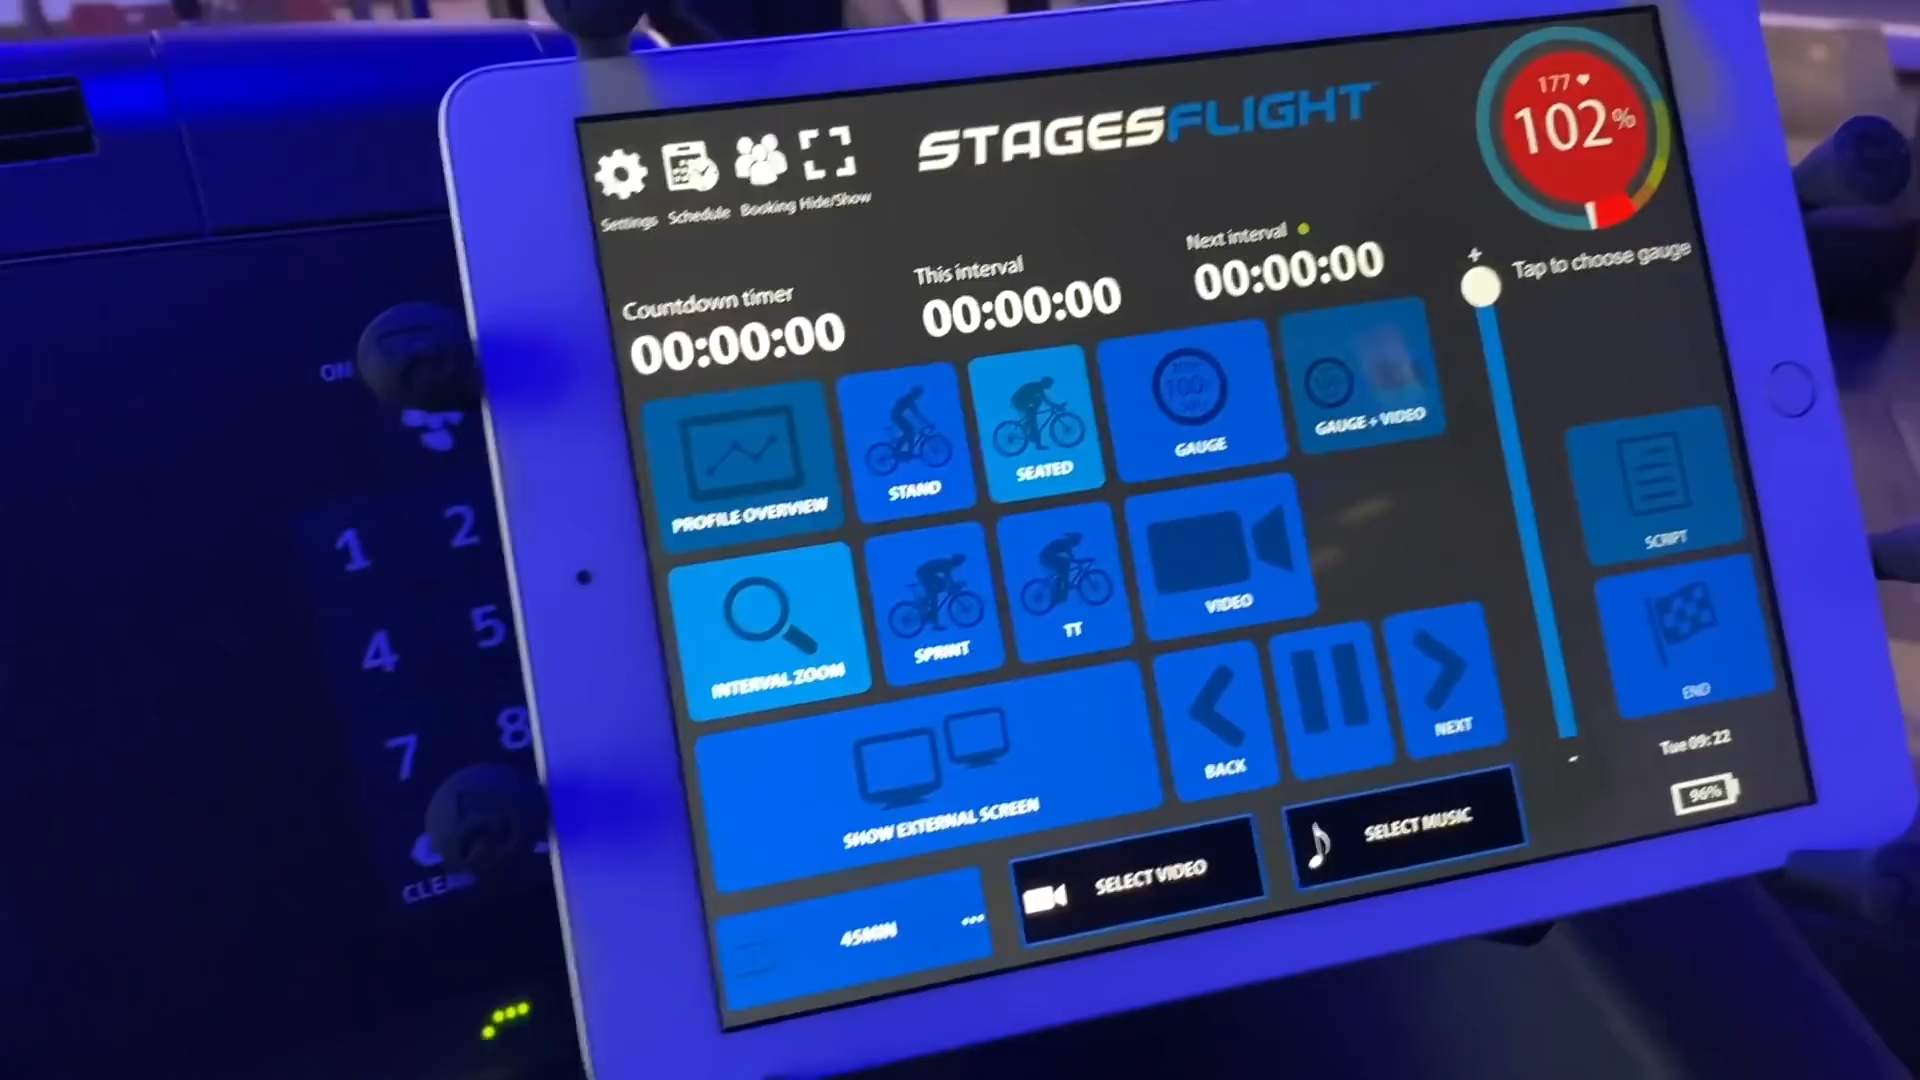 STAGESFLIGHT
177
102%
Settings
Schedule
Booking
Hide/Show
Countdown timer
00:00:00
This interval
00:00:00
Next interval
00:00:00
+
Tap to choose gauge
PROFILE OVERVIEW
STAND
SEATED
100
GAUGE
GAUGE + VIDEO
INTERVAL ZOOM
SPRINT
TT
VIDEO
SCRIPT
END
SHOW EXTERNAL SCREEN
BACK
NEXT
-
Tue 09:22
96%
45MIN
...
SELECT VIDEO
SELECT MUSIC
ON
1
2
4
5
7
8